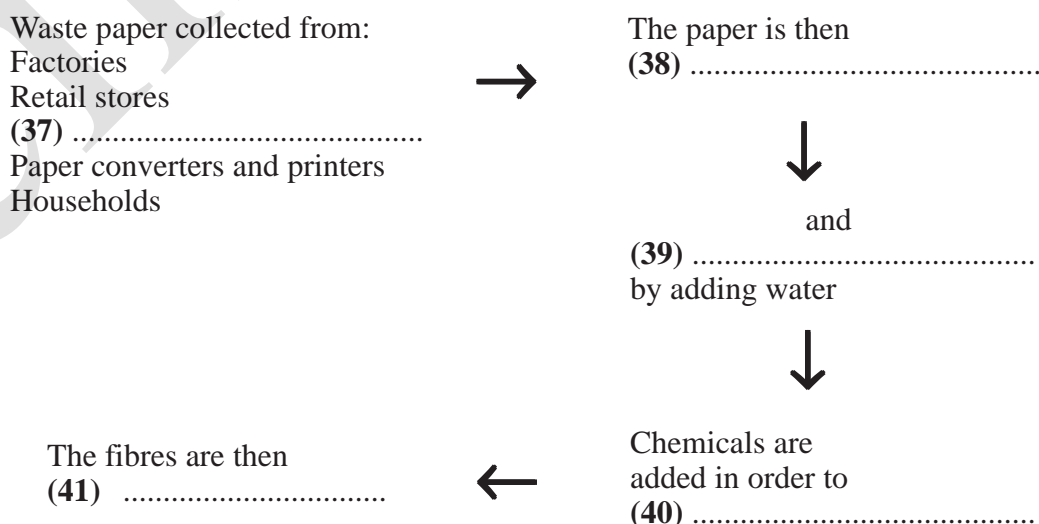 Waste paper collected from:
Factories
Retail stores
(37) ............................................
Paper converters and printers
Households
The paper is then
(38) ............................................
and
(39) ...........................................
by adding water
Chemicals are
added in order to
(40) ...........................................
The fibres are then
(41) .................................